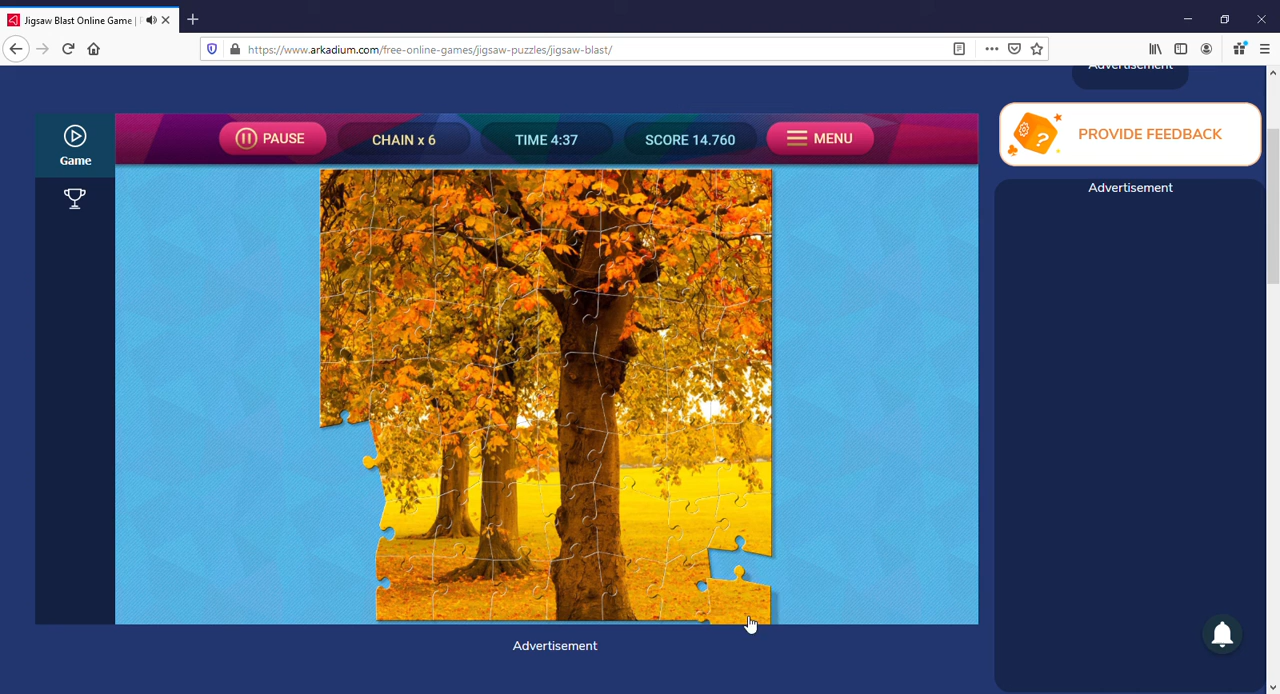 Jigsaw Blast Online Game |
https://www.arkadium.com/free-online-games/jigsaw-puzzles/jigsaw-blast/
Advertisement
Game
PAUSE
CHAIN x 6
TIME 4:37
SCORE 14.760
MENU
PROVIDE FEEDBACK
Advertisement
Advertisement